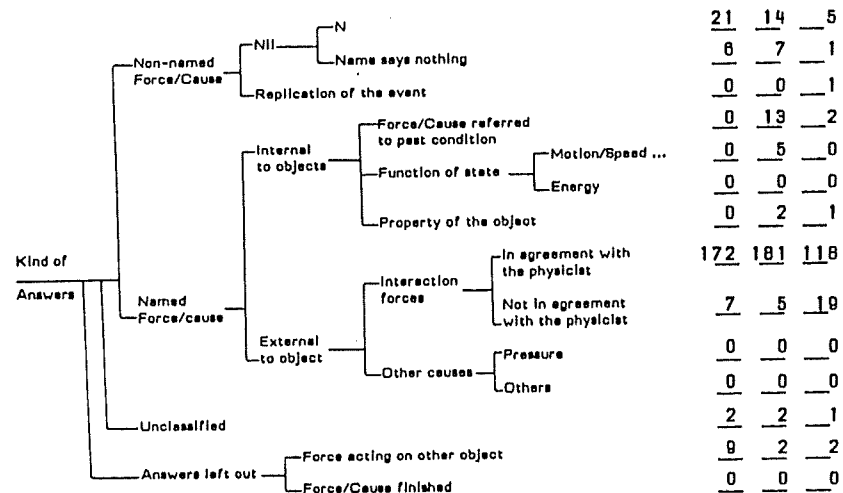 N 21 14 5
Nil
Non-named
Force/Cause
Name says nothing 8 7 1
Replication of the event 0 0 1
Force/Cause referred 0 13 2
to past condition
Internal
to objects
Motion/Speed ... 0 5 0
Function of state
Energy 0 0 0
Property of the object 0 2 1
Kind of
Answers
In agreement with 172 181 118
the physicist
Interaction
forces
Named
Force/cause
Not in agreement 7 5 19
with the physicist
External
to object
Pressure 0 0 0
Other causes
Others 0 0 0
Unclassified 2 2 1
Force acting on other object 9 2 2
Answers left out
Force/Cause finished 0 0 0